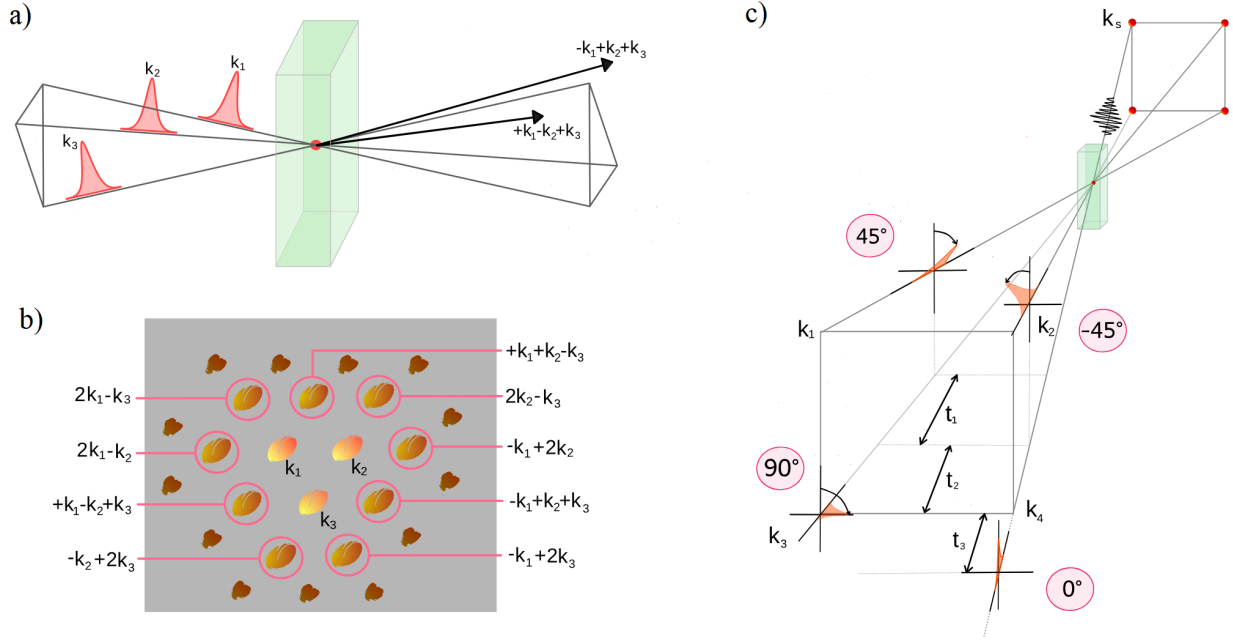 a)
k₂
k₁
k₃
-k₁+k₂+k₃
+k₁-k₂+k₃
b)
+k₁+k₂-k₃
2k₁-k₃
2k₂-k₃
2k₁-k₂
-k₁+2k₂
k₁
k₂
+k₁-k₂+k₃
-k₁+k₂+k₃
k₃
-k₂+2k₃
-k₁+2k₃
c)
kₛ
45°
k₁
k₂
-45°
t₁
90°
t₂
k₃
k₄
t₃
0°